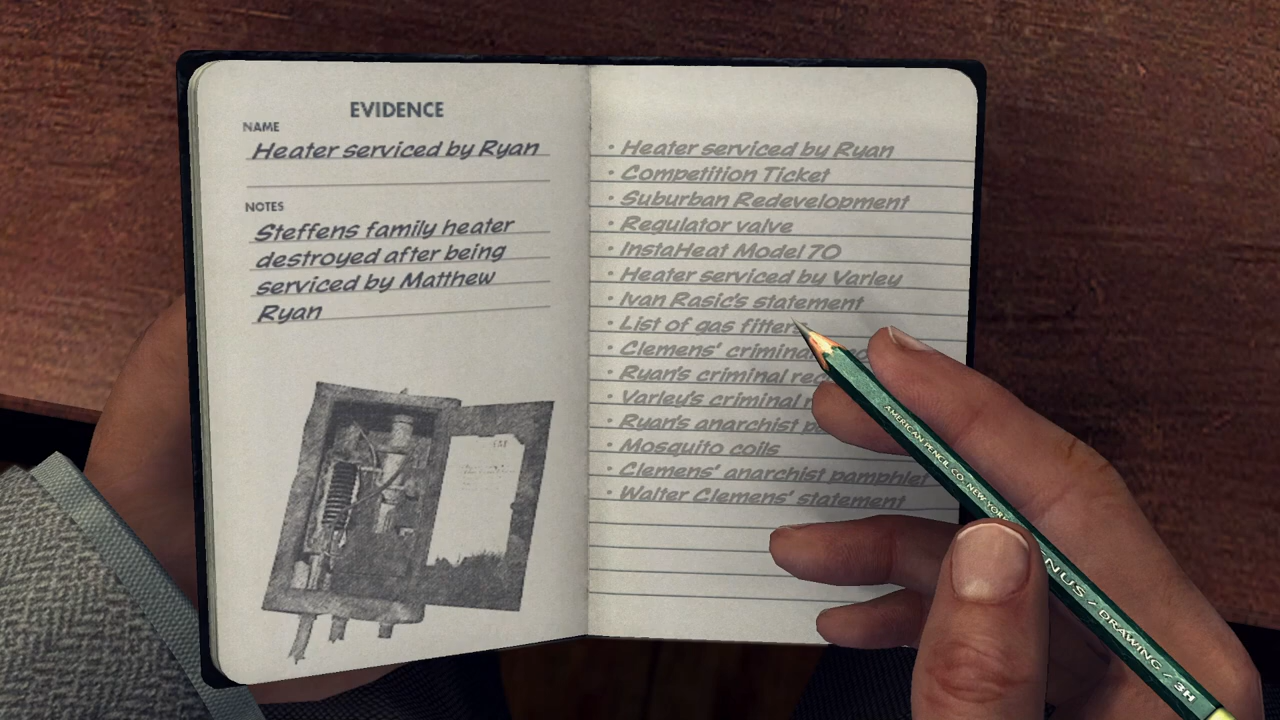 EVIDENCE
NAME
Heater serviced by Ryan
NOTES
Steffens family heater
destroyed after being
serviced by Matthew
Ryan
• Heater serviced by Ryan
• Competition Ticket
• Suburban Redevelopment
• Regulator valve
• InstaHeat Model 70
• Heater serviced by Varley
• Ivan Rasic's statement
• List of gas fitters
• Clemens' criminal
• Ryan's criminal
• Varley's criminal
• Ryan's anarchist
• Mosquito coils
• Clemens' anarchist pamphlet
• Walter Clemens' statement
AMERICAN PENCIL CO. NEW YORK
DRAWING / 3H